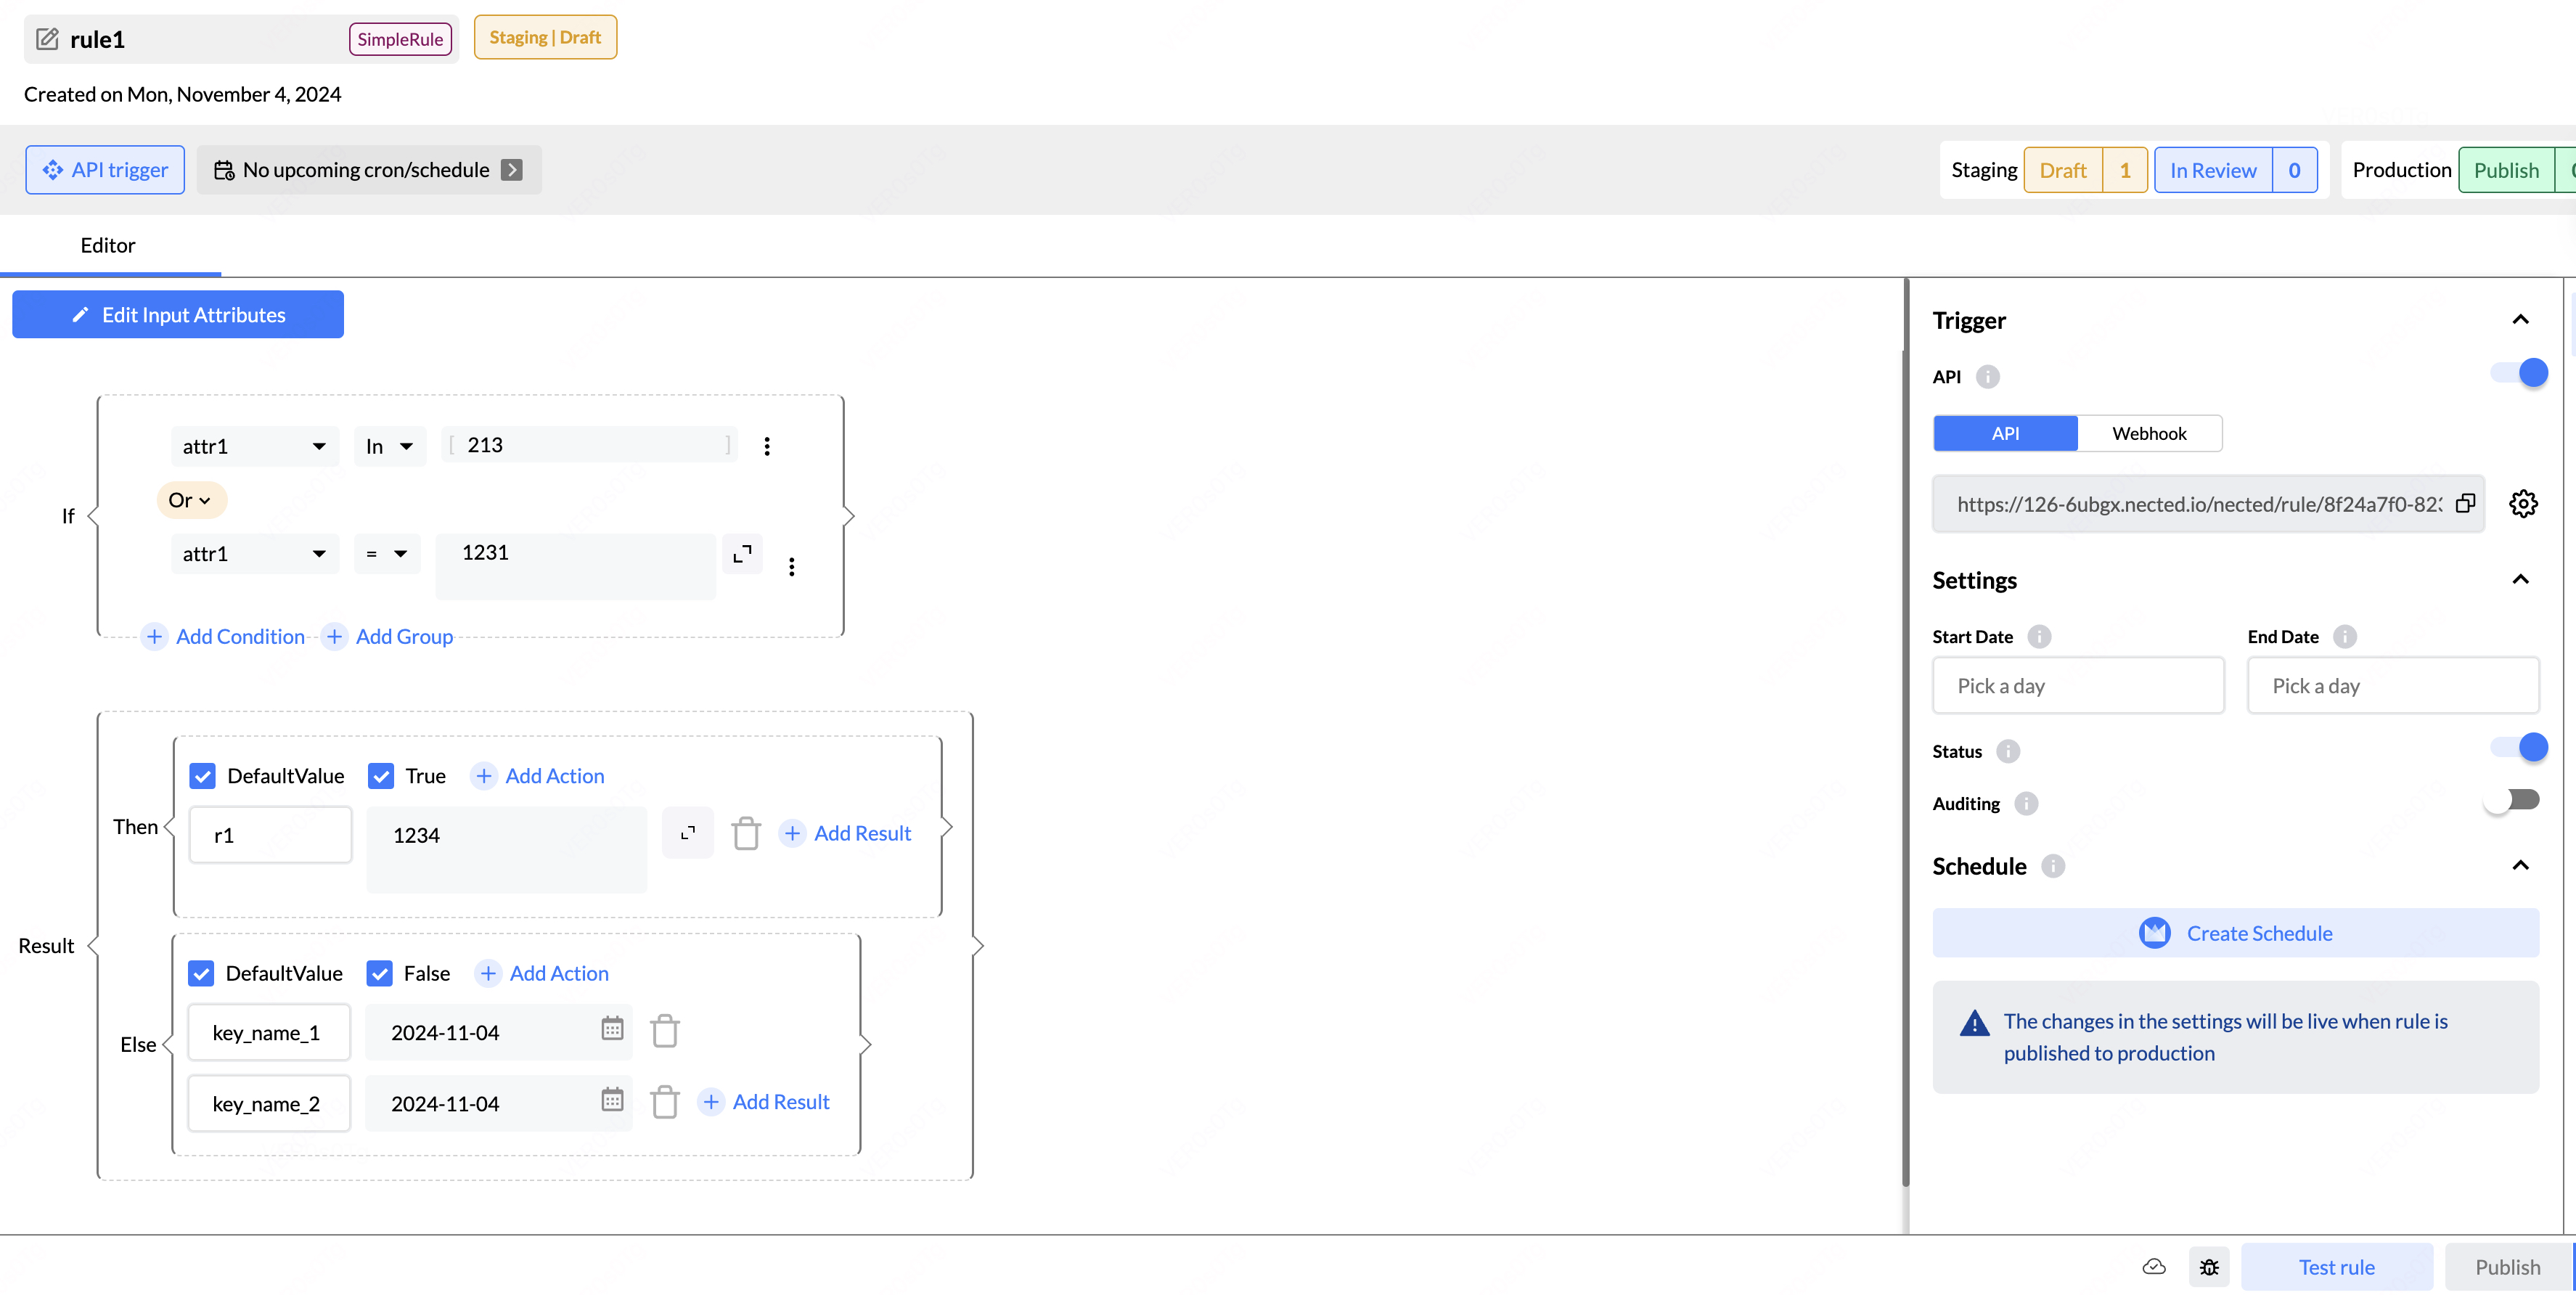 rule1
SimpleRule
Staging | Draft
Created on Mon, November 4, 2024
API trigger
No upcoming cron/schedule
Staging
Draft
1
In Review
0
Production
Publish
Editor
Edit Input Attributes
If
attr1
In
[ 213 ]
Or
attr1
=
1231
Add Condition
Add Group
Result
Then
DefaultValue
True
Add Action
r1
1234
Add Result
Else
DefaultValue
False
Add Action
key_name_1
2024-11-04
key_name_2
2024-11-04
Add Result
Trigger
API
API
Webhook
https://126-6ubgx.nected.io/nected/rule/8f24a7f0-82
Settings
Start Date
End Date
Pick a day
Pick a day
Status
Auditing
Schedule
Create Schedule
The changes in the settings will be live when rule is
published to production
Test rule
Publish